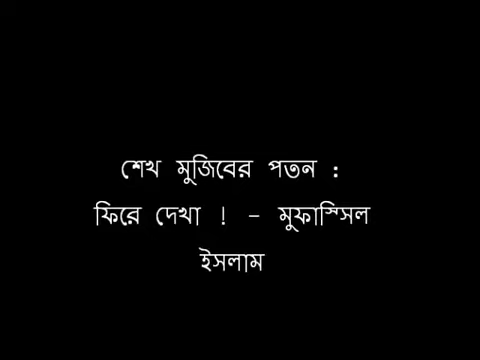 শেখ মুজিবের পতন :
ফিরে দেখা ! - মুফাস্সিল
ইসলাম